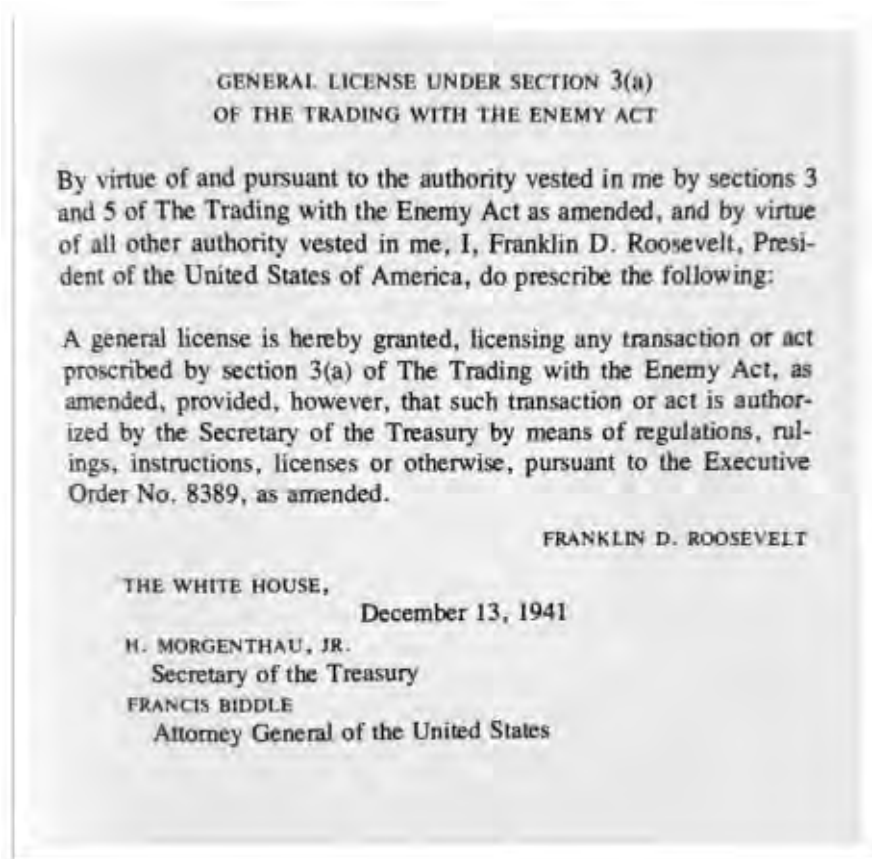 GENERAL LICENSE UNDER SECTION 3(a)
OF THE TRADING WITH THE ENEMY ACT
By virtue of and pursuant to the authority vested in me by sections 3
and 5 of The Trading with the Enemy Act as amended, and by virtue
of all other authority vested in me, I, Franklin D. Roosevelt, Presi-
dent of the United States of America, do prescribe the following:
A general license is hereby granted, licensing any transaction or act
proscribed by section 3(a) of The Trading with the Enemy Act, as
amended, provided, however, that such transaction or act is author-
ized by the Secretary of the Treasury by means of regulations, rul-
ings, instructions, licenses or otherwise, pursuant to the Executive
Order No. 8389, as amended.
FRANKLIN D. ROOSEVELT
THE WHITE HOUSE,
December 13, 1941
H. MORGENTHAU, JR.
Secretary of the Treasury
FRANCIS BIDDLE
Attorney General of the United States